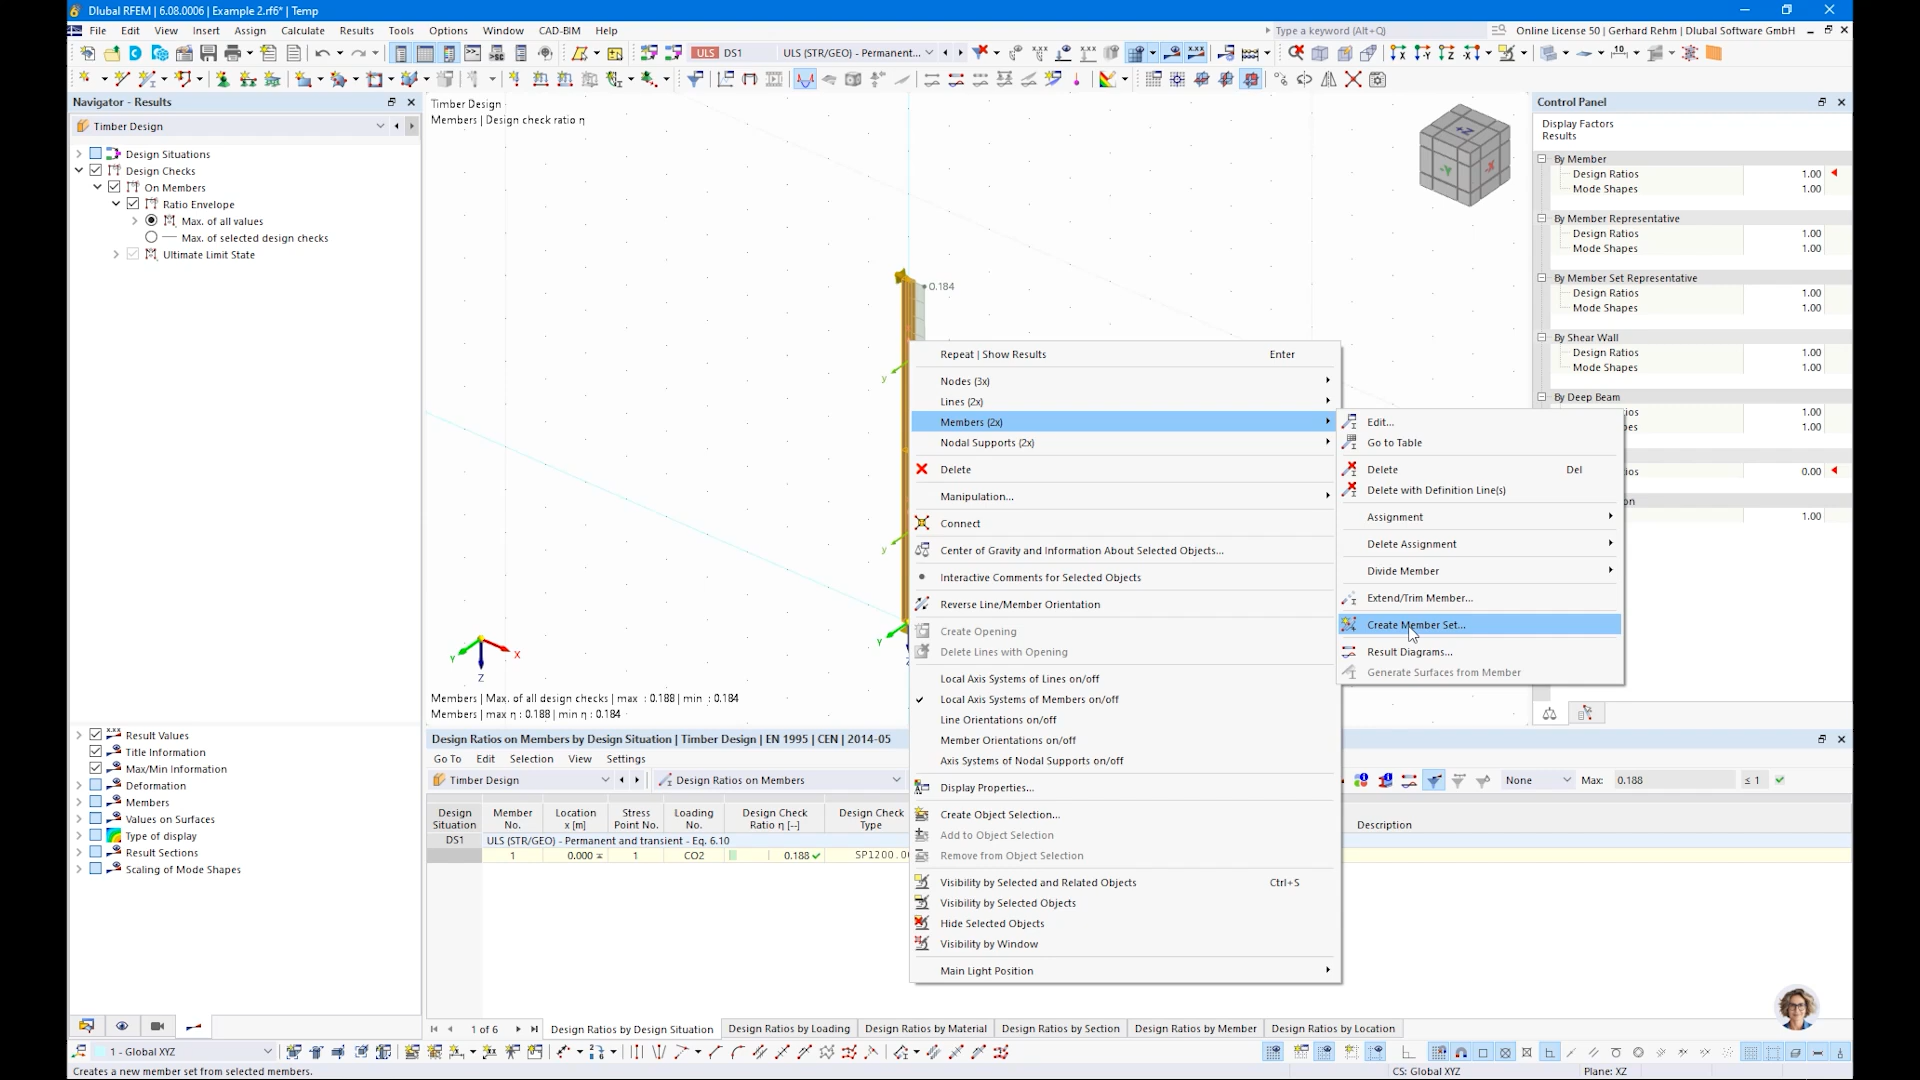 Dlubal RFEM | 6.08.0006 | Example 2.rf6* | Temp
File Edit View Insert Assign Calculate Results Tools Options Window CAD-BIM Help
Type a keyword (Alt+Q)
Online License 50 | Gerhard Rehm | Dlubal Software GmbH
ULS DS1 ULS (STR/GEO) - Permanent...
Navigator - Results
Timber Design
Design Situations
Design Checks
On Members
Ratio Envelope
Max. of all values
Max. of selected design checks
Ultimate Limit State
Result Values
Title Information
Max/Min Information
Deformation
Members
Values on Surfaces
Type of display
Result Sections
Scaling of Mode Shapes
Timber Design
Members | Design check ratio η
0.184
y
y
Y
Y
X
Z
+Z
-Y
-X
Members | Max. of all design checks | max : 0.188 | min : 0.184
Members | max η : 0.188 | min η : 0.184
Repeat | Show Results Enter
Nodes (3x)
Lines (2x)
Members (2x)
Nodal Supports (2x)
Delete
Manipulation...
Connect
Center of Gravity and Information About Selected Objects...
Interactive Comments for Selected Objects
Reverse Line/Member Orientation
Create Opening
Delete Lines with Opening
Local Axis Systems of Lines on/off
Local Axis Systems of Members on/off
Line Orientations on/off
Member Orientations on/off
Axis Systems of Nodal Supports on/off
Display Properties...
Create Object Selection...
Add to Object Selection
Remove from Object Selection
Visibility by Selected and Related Objects Ctrl+S
Visibility by Selected Objects
Hide Selected Objects
Visibility by Window
Main Light Position
Edit...
Go to Table
Delete Del
Delete with Definition Line(s)
Assignment
Delete Assignment
Divide Member
Extend/Trim Member...
Create Member Set...
Result Diagrams...
Generate Surfaces from Member
Control Panel
Display Factors
Results
By Member
Design Ratios 1.00
Mode Shapes 1.00
By Member Representative
Design Ratios 1.00
Mode Shapes 1.00
By Member Set Representative
Design Ratios 1.00
Mode Shapes 1.00
By Shear Wall
Design Ratios 1.00
Mode Shapes 1.00
By Deep Beam
ios 1.00
es 1.00
ios 0.00
on
1.00
Design Ratios on Members by Design Situation | Timber Design | EN 1995 | CEN | 2014-05
Go To Edit Selection View Settings
Timber Design Design Ratios on Members
None Max: 0.188 ≤ 1
Design Situation Member No. Location x [m] Stress Point No. Loading No. Design Check Ratio η [--] Design Check Type Description
DS1 ULS (STR/GEO) - Permanent and transient - Eq. 6.10
1 0.000 1 CO2 0.188 SP1200.0
1 of 6 Design Ratios by Design Situation Design Ratios by Loading Design Ratios by Material Design Ratios by Section Design Ratios by Member Design Ratios by Location
1 - Global XYZ
Creates a new member set from selected members.
CS: Global XYZ Plane: XZ